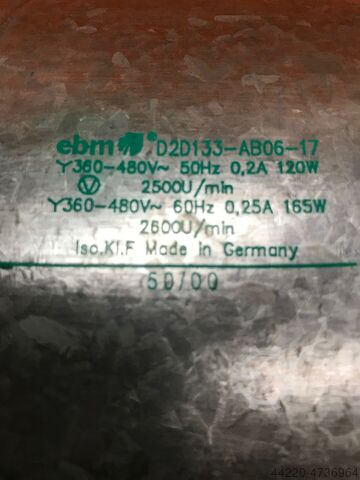 ebm D2D133-AB06-17
Y360-480V~ 50Hz 0,2A 120W
V 2500U/min
Y360-480V~ 60Hz 0,25A 165W
2600U/min
Iso.Kl.F Made in Germany
50/00
44220-4736964